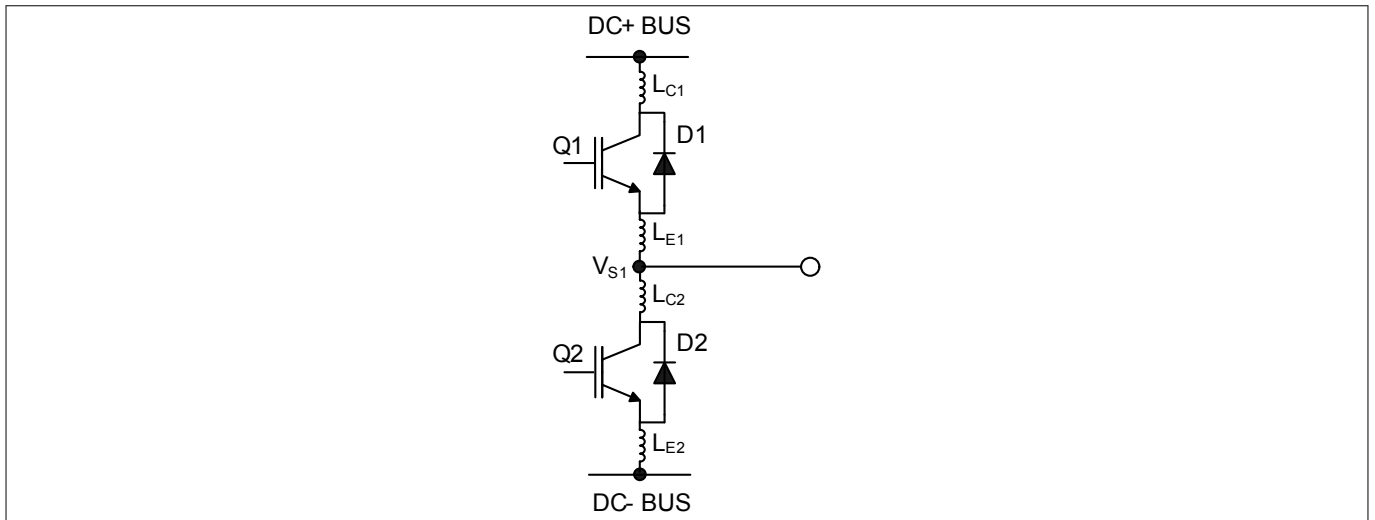 DC+ BUS
LC1
D1
Q1
LE1
VS1
LC2
D2
Q2
LE2
DC- BUS